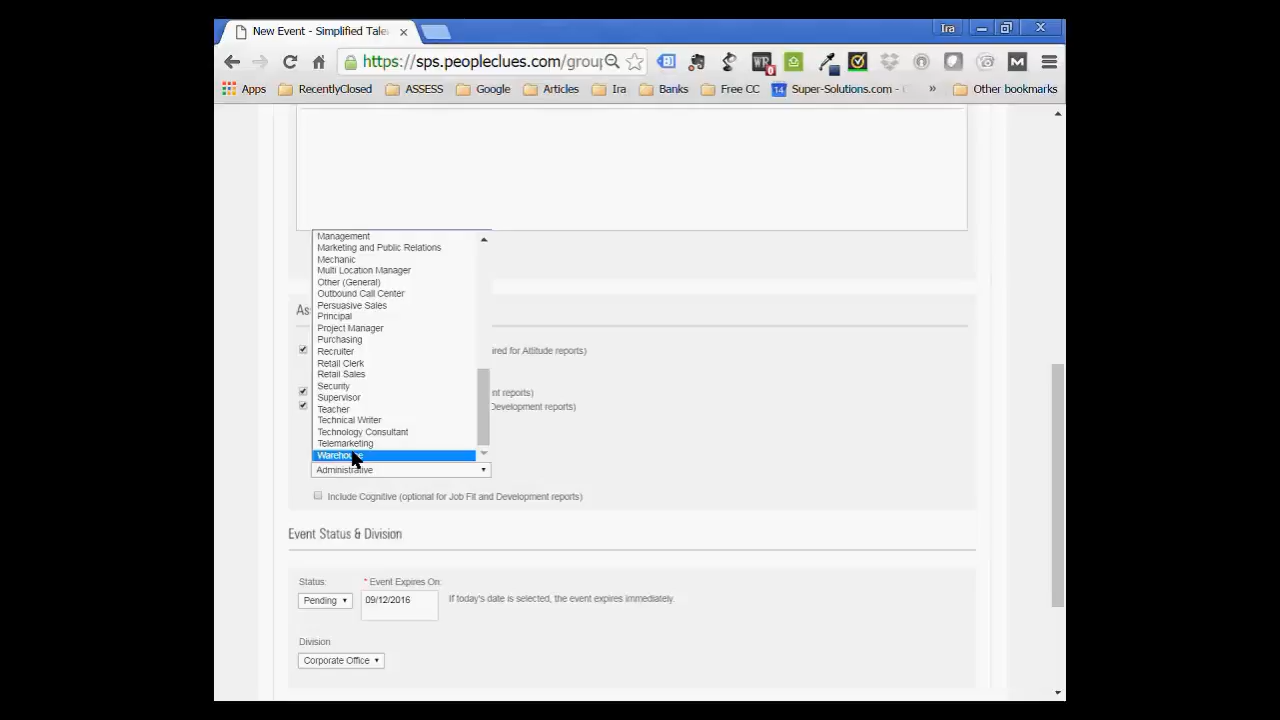 New Event - Simplified Tale
Ira
https://sps.peopleclues.com/group
Apps RecentlyClosed ASSESS Google Articles Ira Banks Free CC 14 Super-Solutions.com - » Other bookmarks
Management
Marketing and Public Relations
Mechanic
Multi Location Manager
Other (General)
Outbound Call Center
Persuasive Sales
Principal
Project Manager
Purchasing
Recruiter
Retail Clerk
Retail Sales
Security
Supervisor
Teacher
Technical Writer
Technology Consultant
Telemarketing
Warehouse
As
ired for Attitude reports)
nt reports)
Development reports)
Administrative
Include Cognitive (optional for Job Fit and Development reports)
Event Status & Division
Status: * Event Expires On:
Pending 09/12/2016 If today's date is selected, the event expires immediately.
Division
Corporate Office